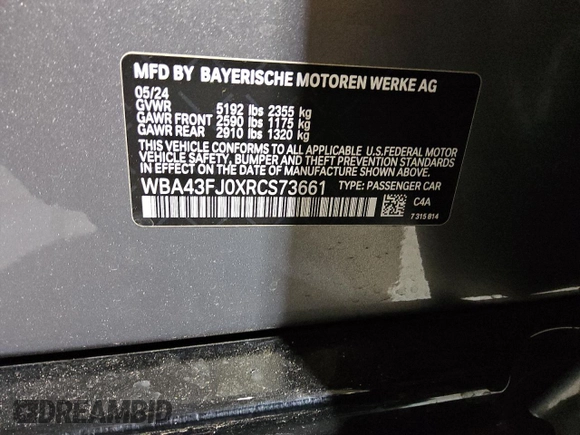 MFD BY BAYERISCHE MOTOREN WERKE AG
05/24
GVWR 5192 lbs 2355 kg
GAWR FRONT 2590 lbs 1175 kg
GAWR REAR 2910 lbs 1320 kg
THIS VEHICLE CONFORMS TO ALL APPLICABLE U.S.FEDERAL MOTOR
VEHICLE SAFETY, BUMPER AND THEFT PREVENTION STANDARDS
IN EFFECT ON THE DATE OF MANUFACTURE SHOWN ABOVE.
WBA43FJ0XRCS73661 TYPE: PASSENGER CAR
C4A
7 315 814
DREAMBID